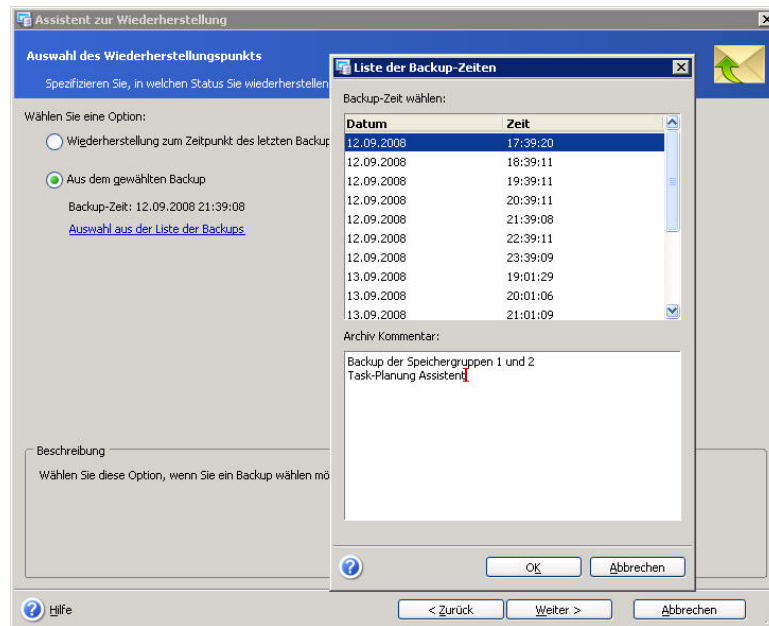 Assistent zur Wiederherstellung
Auswahl des Wiederherstellungspunkts
Spezifizieren Sie, in welchen Status Sie wiederherstellen
Wählen Sie eine Option:
Wiederherstellung zum Zeitpunkt des letzten Backup
Aus dem gewählten Backup
Backup-Zeit: 12.09.2008 21:39:08
Auswahl aus der Liste der Backups
Beschreibung
Wählen Sie diese Option, wenn Sie ein Backup wählen mö
Liste der Backup-Zeiten
Backup-Zeit wählen:
Datum Zeit
12.09.2008 17:39:20
12.09.2008 18:39:11
12.09.2008 19:39:11
12.09.2008 20:39:11
12.09.2008 21:39:08
12.09.2008 22:39:11
12.09.2008 23:39:09
13.09.2008 19:01:29
13.09.2008 20:01:06
13.09.2008 21:01:09
Archiv Kommentar:
Backup der Speichergruppen 1 und 2
Task-Planung Assistent
OK Abbrechen
Hilfe < Zurück Weiter > Abbrechen